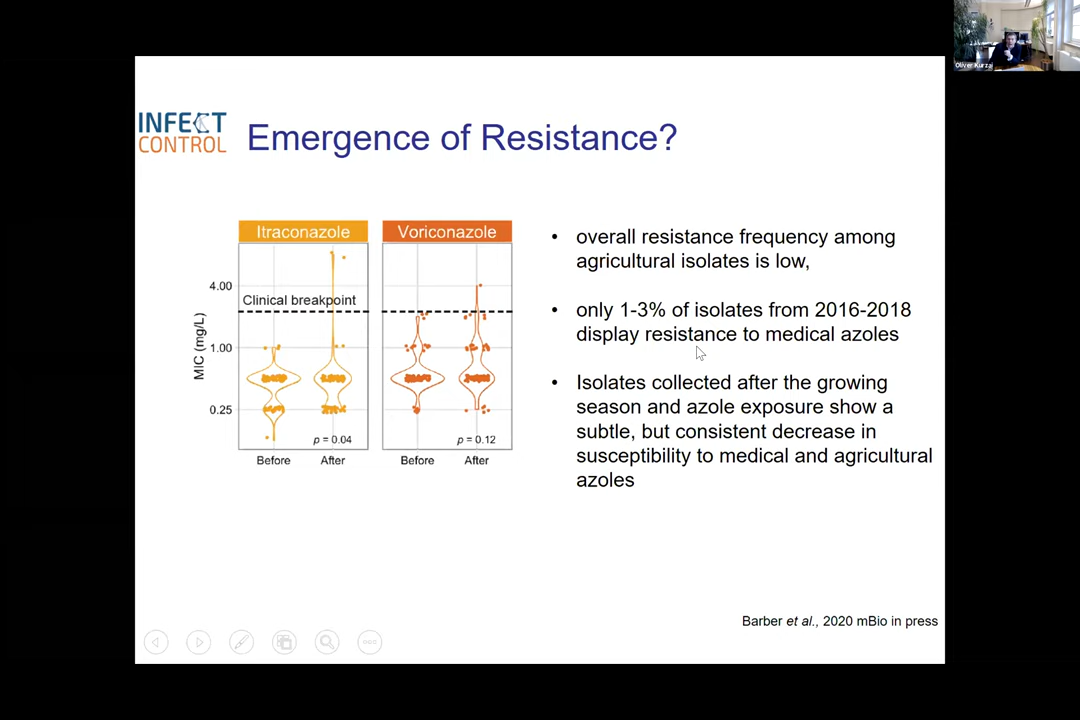 Oliver Kurzai
INFECT
CONTROL
Emergence of Resistance?
Itraconazole
Voriconazole
4.00
Clinical breakpoint
1.00
0.25
MIC (mg/L)
p = 0.04
p = 0.12
Before
After
Before
After
• overall resistance frequency among
agricultural isolates is low,
• only 1-3% of isolates from 2016-2018
display resistance to medical azoles
• Isolates collected after the growing
season and azole exposure show a
subtle, but consistent decrease in
susceptibility to medical and agricultural
azoles
Barber et al., 2020 mBio in press